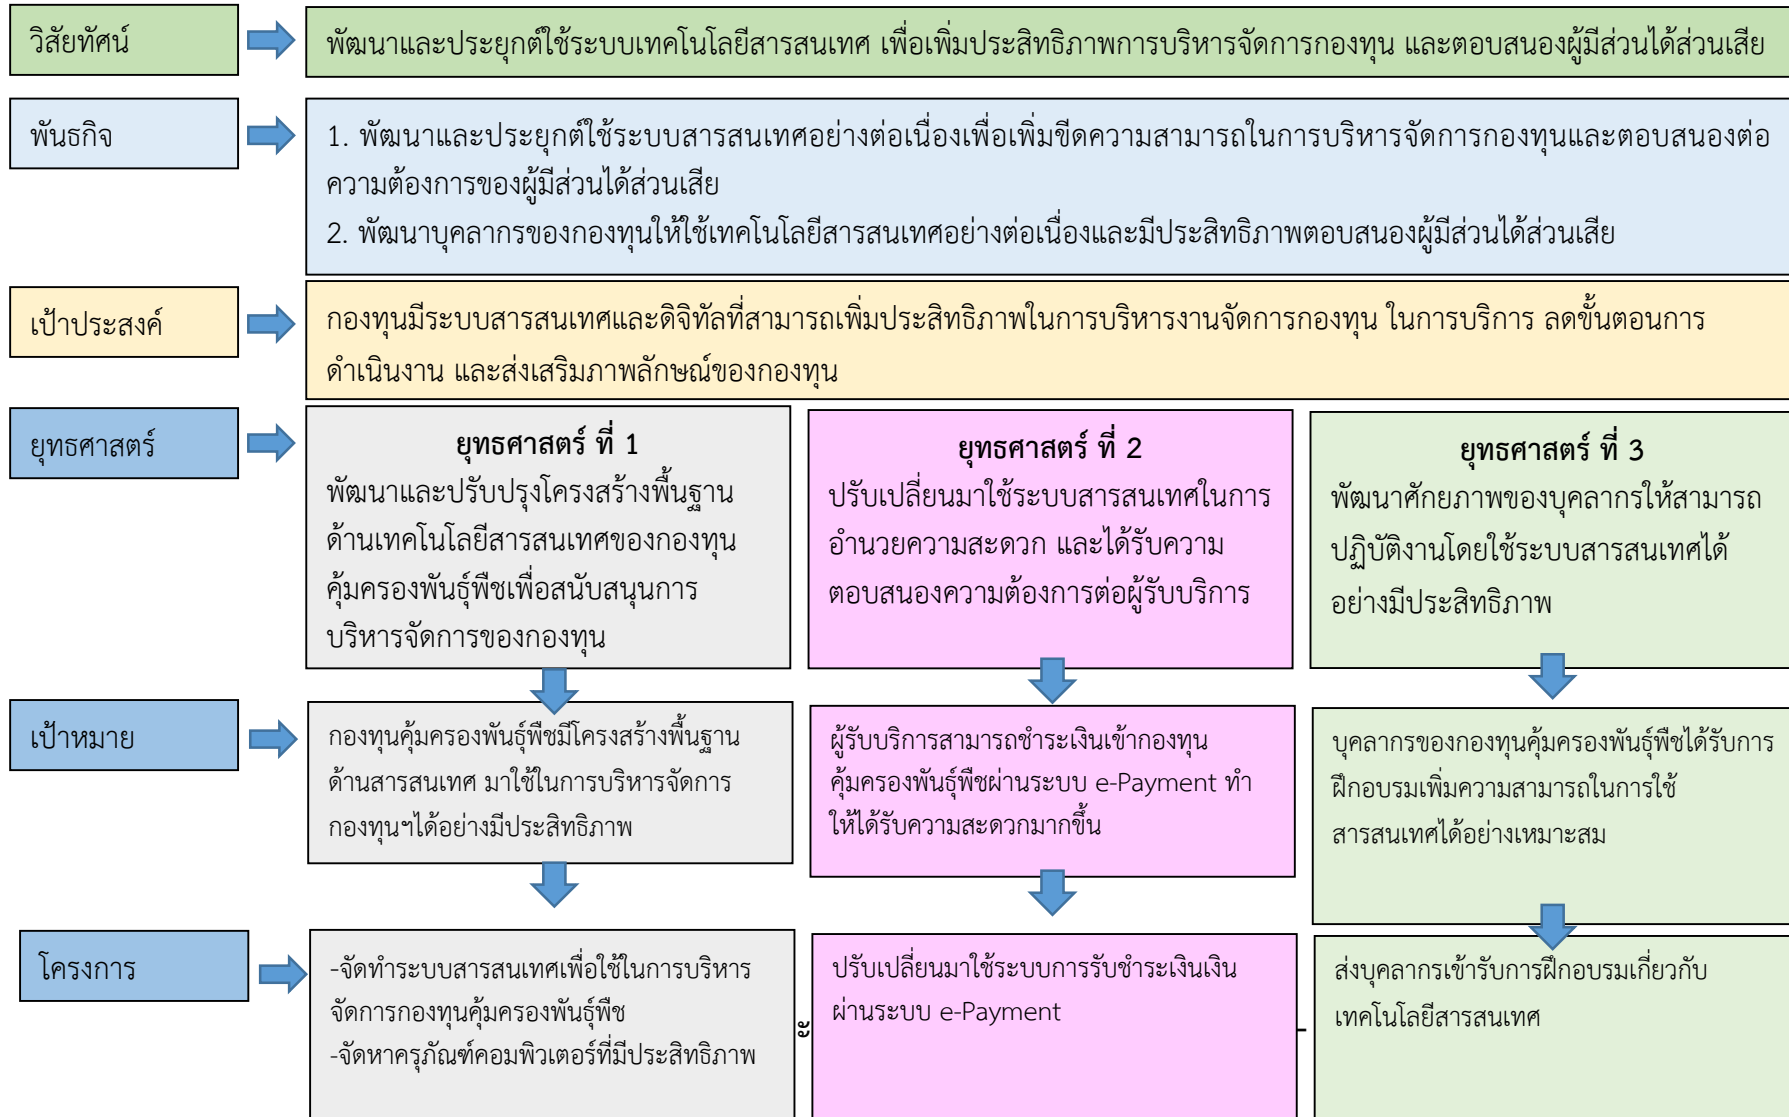 วิสัยทัศน์
พัฒนาและประยุกต์ใช้ระบบเทคโนโลยีสารสนเทศ เพื่อเพิ่มประสิทธิภาพการบริหารจัดการกองทุน และตอบสนองผู้มีส่วนได้ส่วนเสีย
พันธกิจ
1. พัฒนาและประยุกต์ใช้ระบบสารสนเทศอย่างต่อเนื่องเพื่อเพิ่มขีดความสามารถในการบริหารจัดการกองทุนและตอบสนองต่อ
ความต้องการของผู้มีส่วนได้ส่วนเสีย
2. พัฒนาบุคลากรของกองทุนให้ใช้เทคโนโลยีสารสนเทศอย่างต่อเนื่องและมีประสิทธิภาพตอบสนองผู้มีส่วนได้ส่วนเสีย
เป้าประสงค์
กองทุนมีระบบสารสนเทศและดิจิทัลที่สามารถเพิ่มประสิทธิภาพในการบริหารงานจัดการกองทุน ในการบริการ ลดขั้นตอนการ
ดำเนินงาน และส่งเสริมภาพลักษณ์ของกองทุน
ยุทธศาสตร์
ยุทธศาสตร์ ที่ 1
พัฒนาและปรับปรุงโครงสร้างพื้นฐาน
ด้านเทคโนโลยีสารสนเทศของกองทุน
คุ้มครองพันธุ์พืชเพื่อสนับสนุนการ
บริหารจัดการของกองทุน
ยุทธศาสตร์ ที่ 2
ปรับเปลี่ยนมาใช้ระบบสารสนเทศในการ
อำนวยความสะดวก และได้รับความ
ตอบสนองความต้องการต่อผู้รับบริการ
ยุทธศาสตร์ ที่ 3
พัฒนาศักยภาพของบุคลากรให้สามารถ
ปฏิบัติงานโดยใช้ระบบสารสนเทศได้
อย่างมีประสิทธิภาพ
เป้าหมาย
กองทุนคุ้มครองพันธุ์พืชมีโครงสร้างพื้นฐาน
ด้านสารสนเทศ มาใช้ในการบริหารจัดการ
กองทุนฯได้อย่างมีประสิทธิภาพ
ผู้รับบริการสามารถชำระเงินเข้ากองทุน
คุ้มครองพันธุ์พืชผ่านระบบ e-Payment ทำ
ให้ได้รับความสะดวกมากขึ้น
บุคลากรของกองทุนคุ้มครองพันธุ์พืชได้รับการ
ฝึกอบรมเพิ่มความสามารถในการใช้
สารสนเทศได้อย่างเหมาะสม
โครงการ
-จัดทำระบบสารสนเทศเพื่อใช้ในการบริหาร
จัดการกองทุนคุ้มครองพันธุ์พืช
-จัดหาครุภัณฑ์คอมพิวเตอร์ที่มีประสิทธิภาพ
ปรับเปลี่ยนมาใช้ระบบการรับชำระเงินเงิน
ผ่านระบบ e-Payment
ส่งบุคลากรเข้ารับการฝึกอบรมเกี่ยวกับ
เทคโนโลยีสารสนเทศ